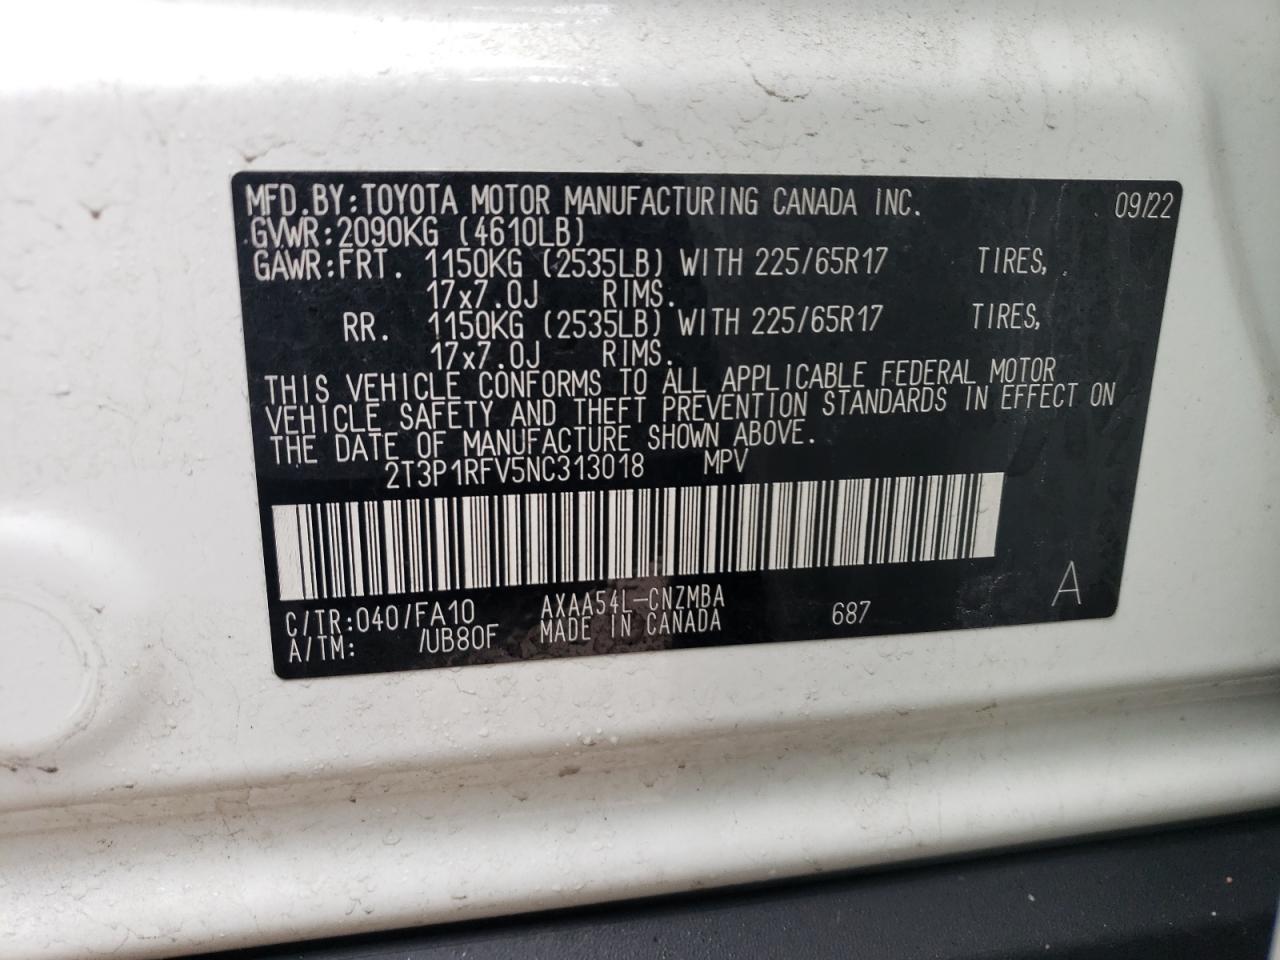 MFD.BY:TOYOTA MOTOR MANUFACTURING CANADA INC. 09/22
GVWR:2090KG (4610LB)
GAWR:FRT. 1150KG (2535LB) WITH 225/65R17 TIRES,
17x7.0J RIMS.
RR. 1150KG (2535LB) WITH 225/65R17 TIRES,
17x7.0J RIMS.
THIS VEHICLE CONFORMS TO ALL APPLICABLE FEDERAL MOTOR
VEHICLE SAFETY AND THEFT PREVENTION STANDARDS IN EFFECT ON
THE DATE OF MANUFACTURE SHOWN ABOVE.
2T3P1RFV5NC313018 MPV
C/TR:040/FA10 AXAA54L-CNZMBA 687 A
A/TM: /UB80F MADE IN CANADA